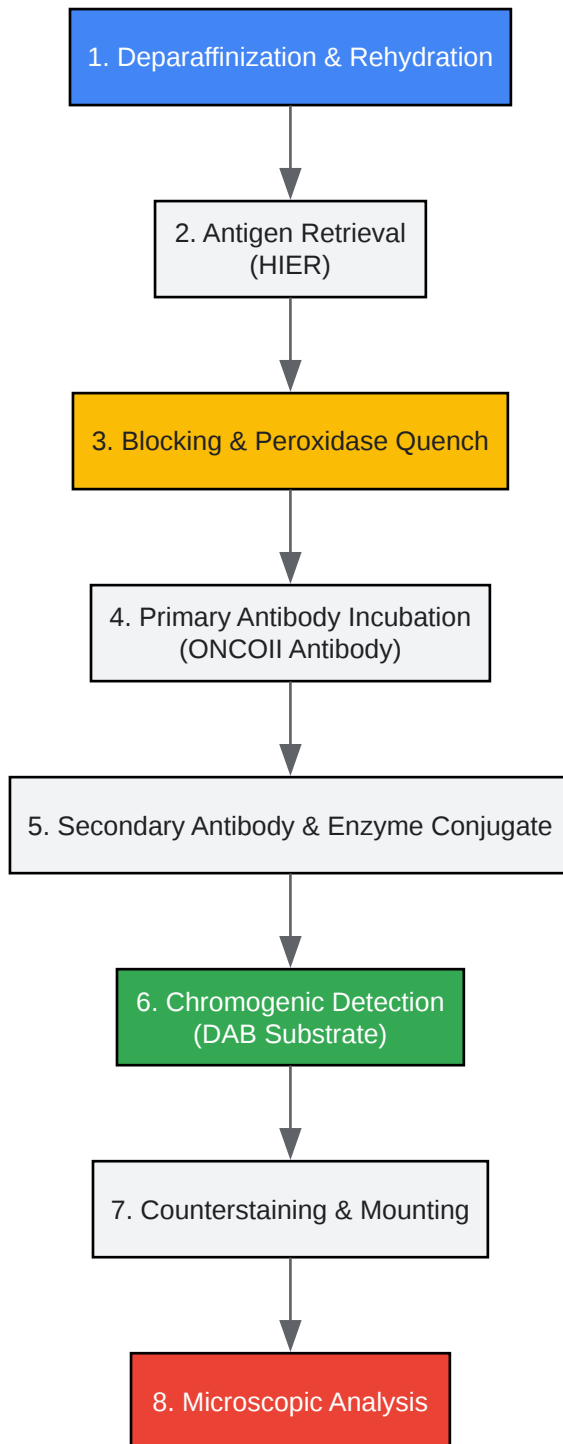 1. Deparaffinization & Rehydration
2. Antigen Retrieval
(HIER)
3. Blocking & Peroxidase Quench
4. Primary Antibody Incubation
(ONCOII Antibody)
5. Secondary Antibody & Enzyme Conjugate
6. Chromogenic Detection
(DAB Substrate)
7. Counterstaining & Mounting
8. Microscopic Analysis